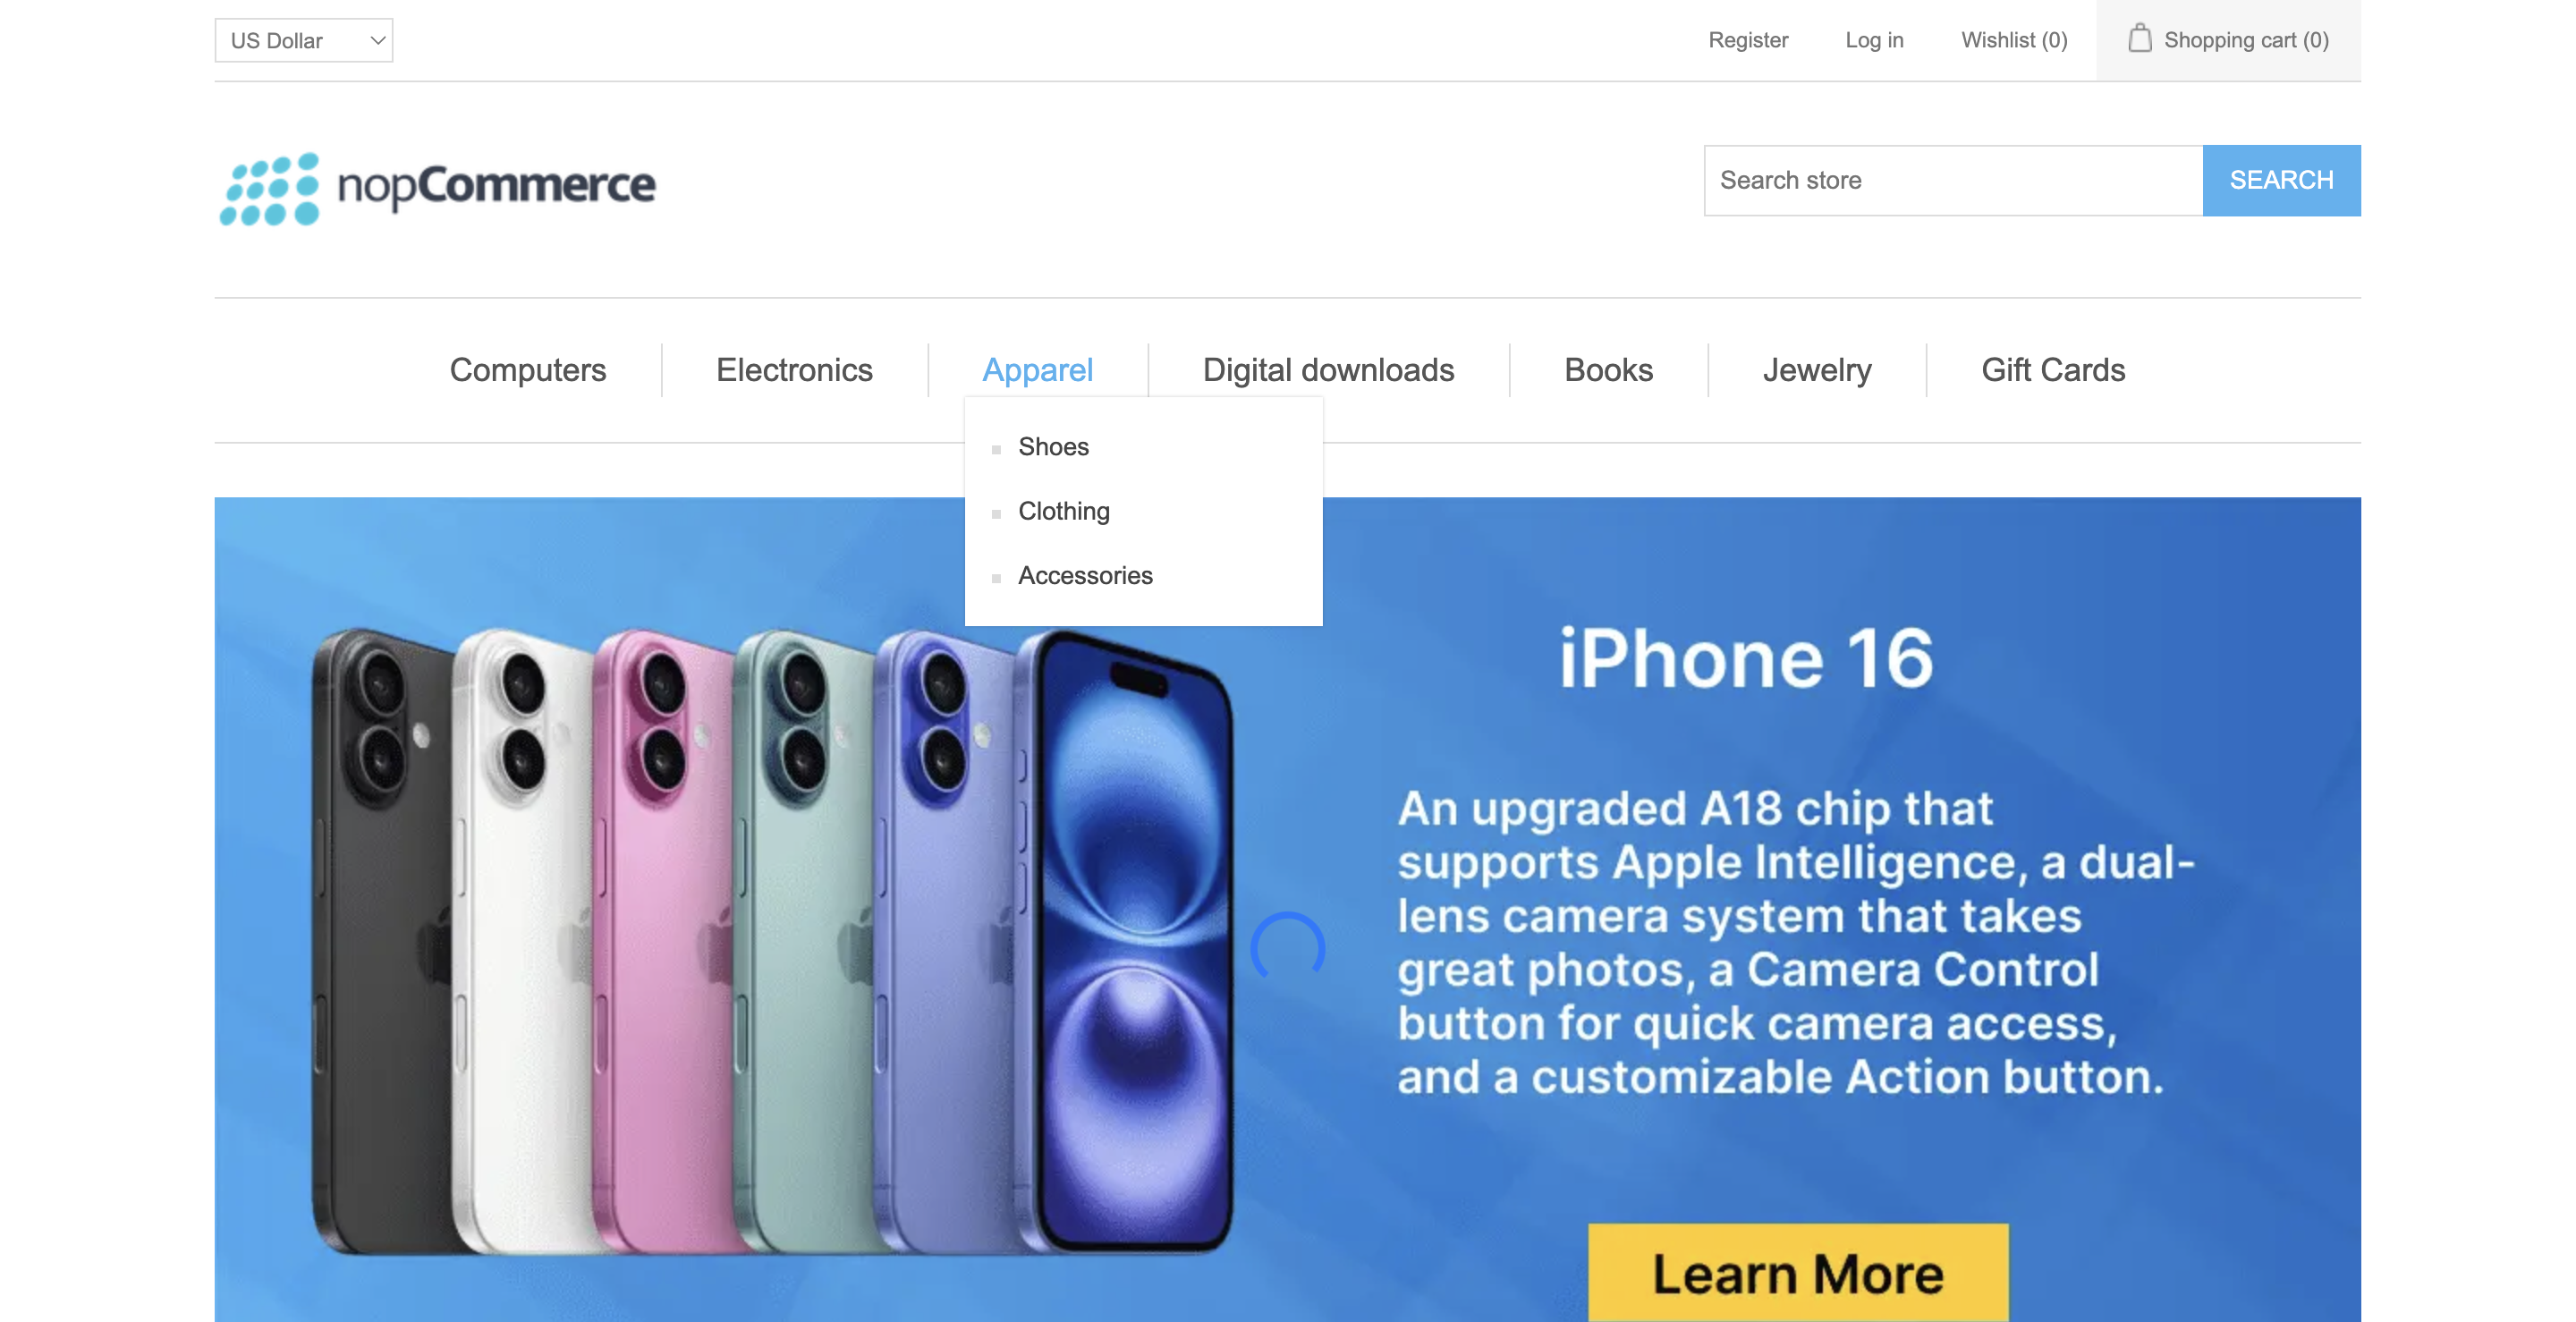 US Dollar
Register
Log in
Wishlist (0)
Shopping cart (0)
nopCommerce
Search store
SEARCH
Computers
Electronics
Apparel
Digital downloads
Books
Jewelry
Gift Cards
Shoes
Clothing
Accessories
iPhone 16
An upgraded A18 chip that
supports Apple Intelligence, a dual-
lens camera system that takes
great photos, a Camera Control
button for quick camera access,
and a customizable Action button.
Learn More